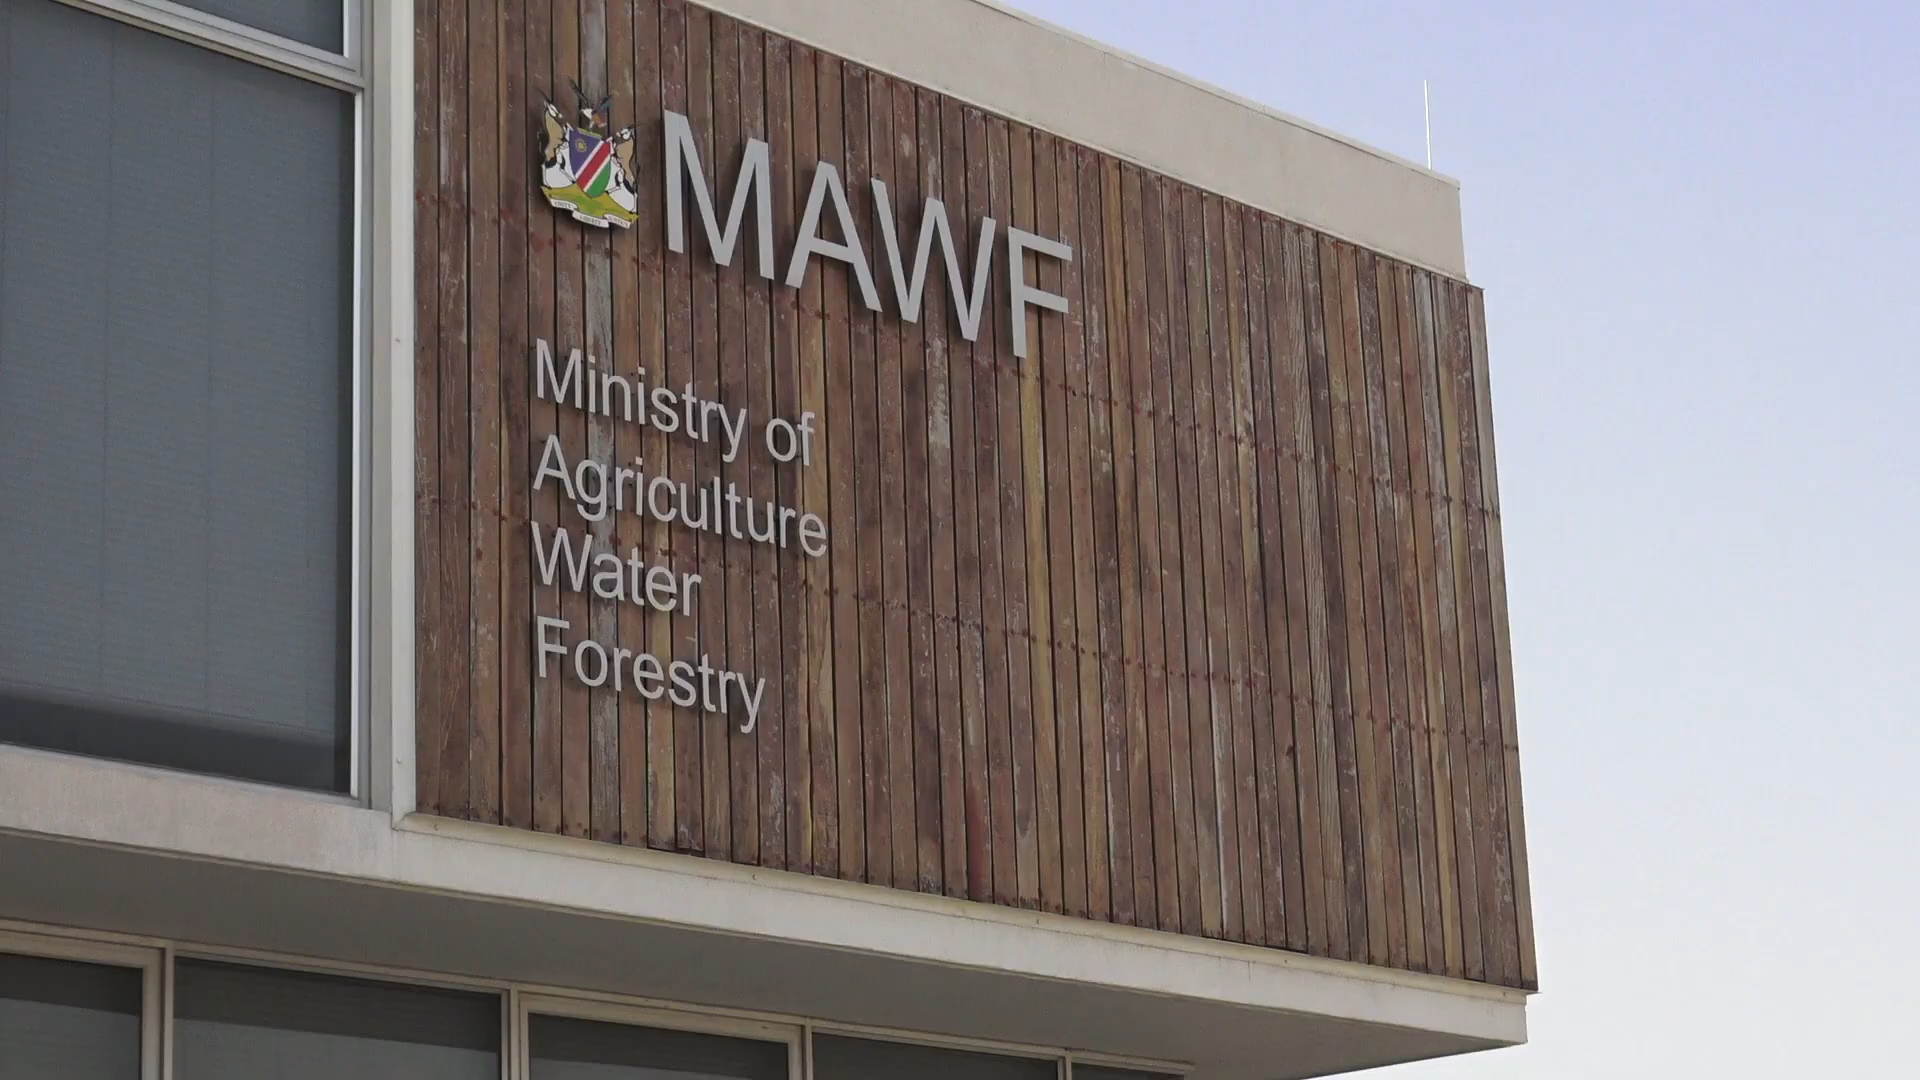 MAWF
Ministry of
Agriculture
Water
Forestry